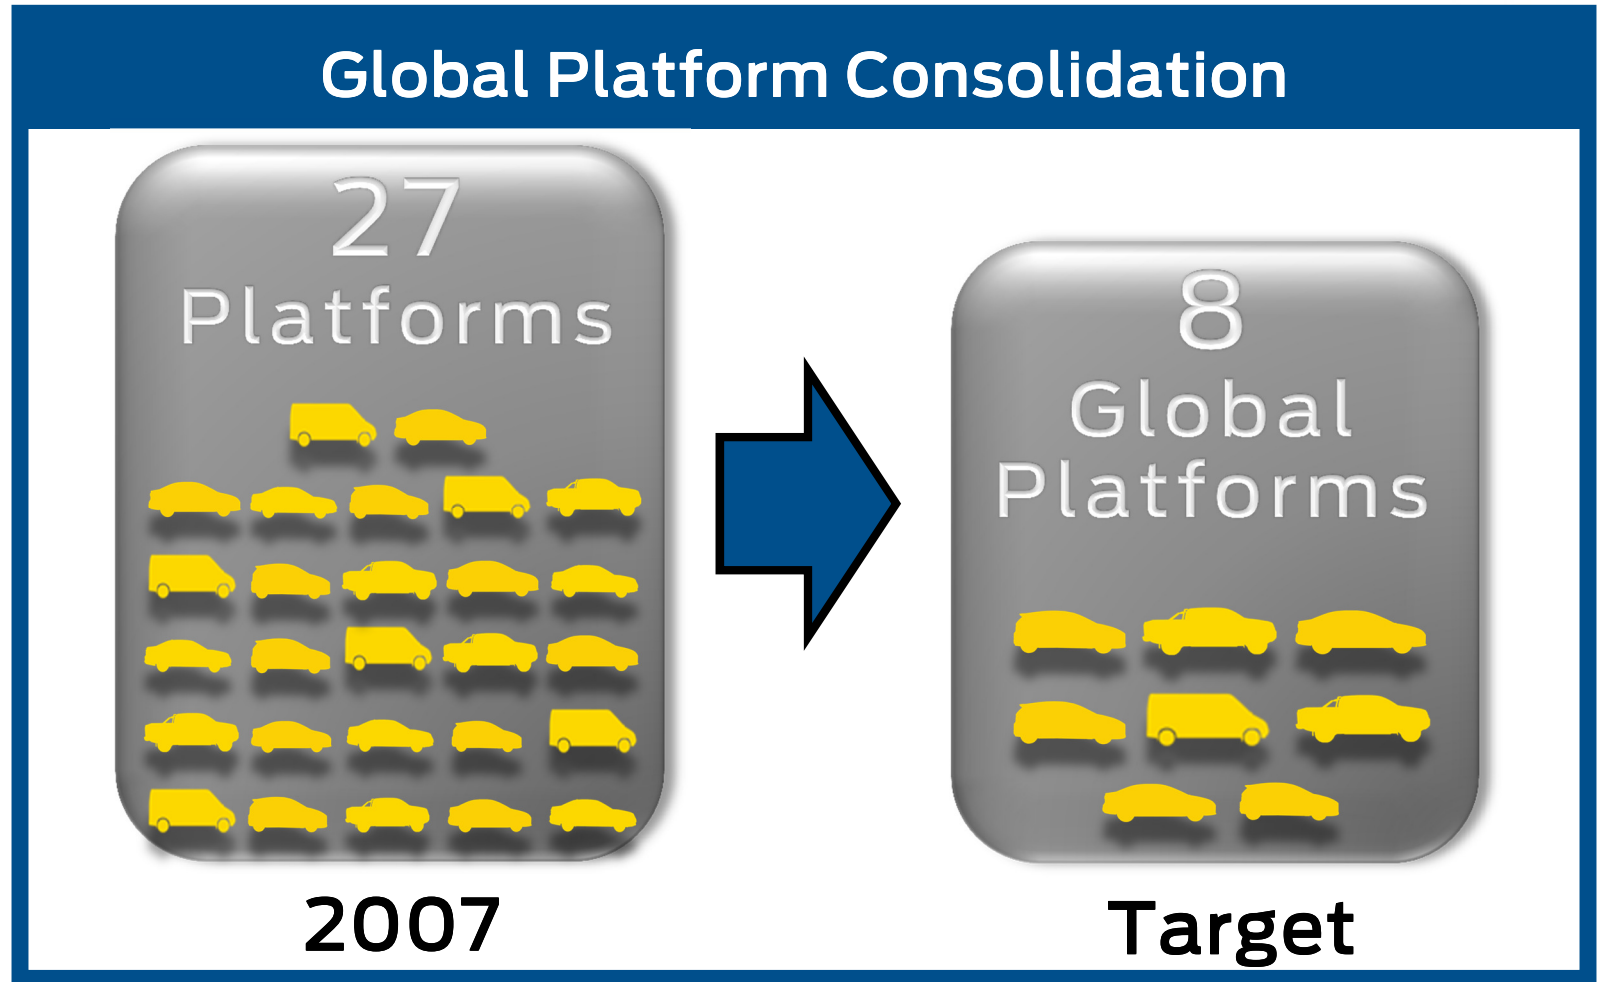 Global Platform Consolidation
27
Platforms
8
Global
Platforms
2007
Target